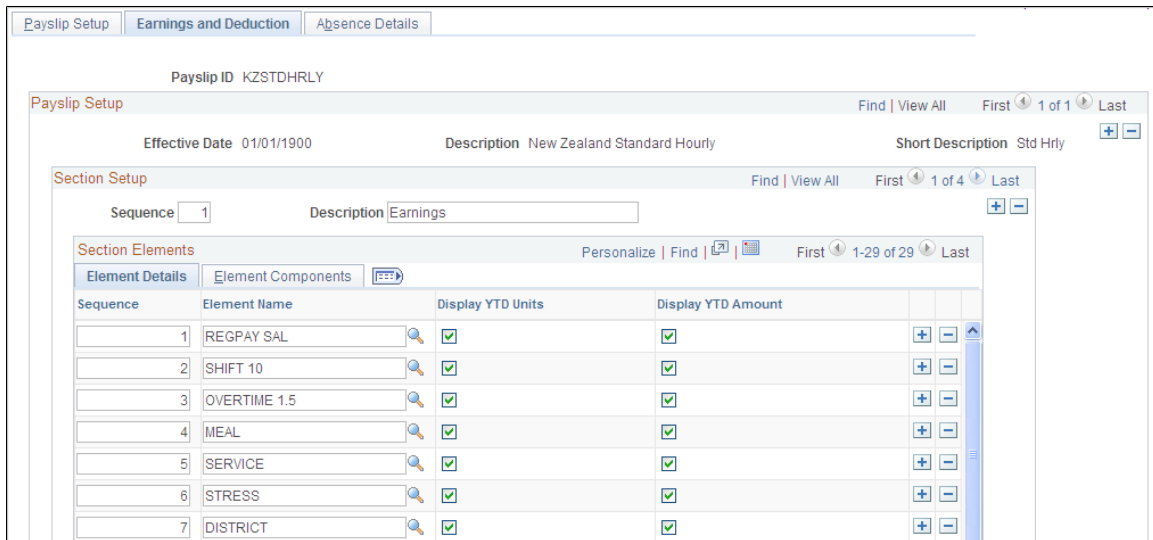 Payslip Setup Earnings and Deduction Absence Details
Payslip ID KZSTDHRLY
Payslip Setup Find | View All First 1 of 1 Last
Effective Date 01/01/1900 Description New Zealand Standard Hourly Short Description Std Hrly
Section Setup Find | View All First 1 of 4 Last
Sequence 1 Description Earnings
Section Elements Personalize | Find | | First 1-29 of 29 Last
Element Details Element Components
Sequence Element Name Display YTD Units Display YTD Amount
1 REGPAY SAL
2 SHIFT 10
3 OVERTIME 1.5
4 MEAL
5 SERVICE
6 STRESS
7 DISTRICT